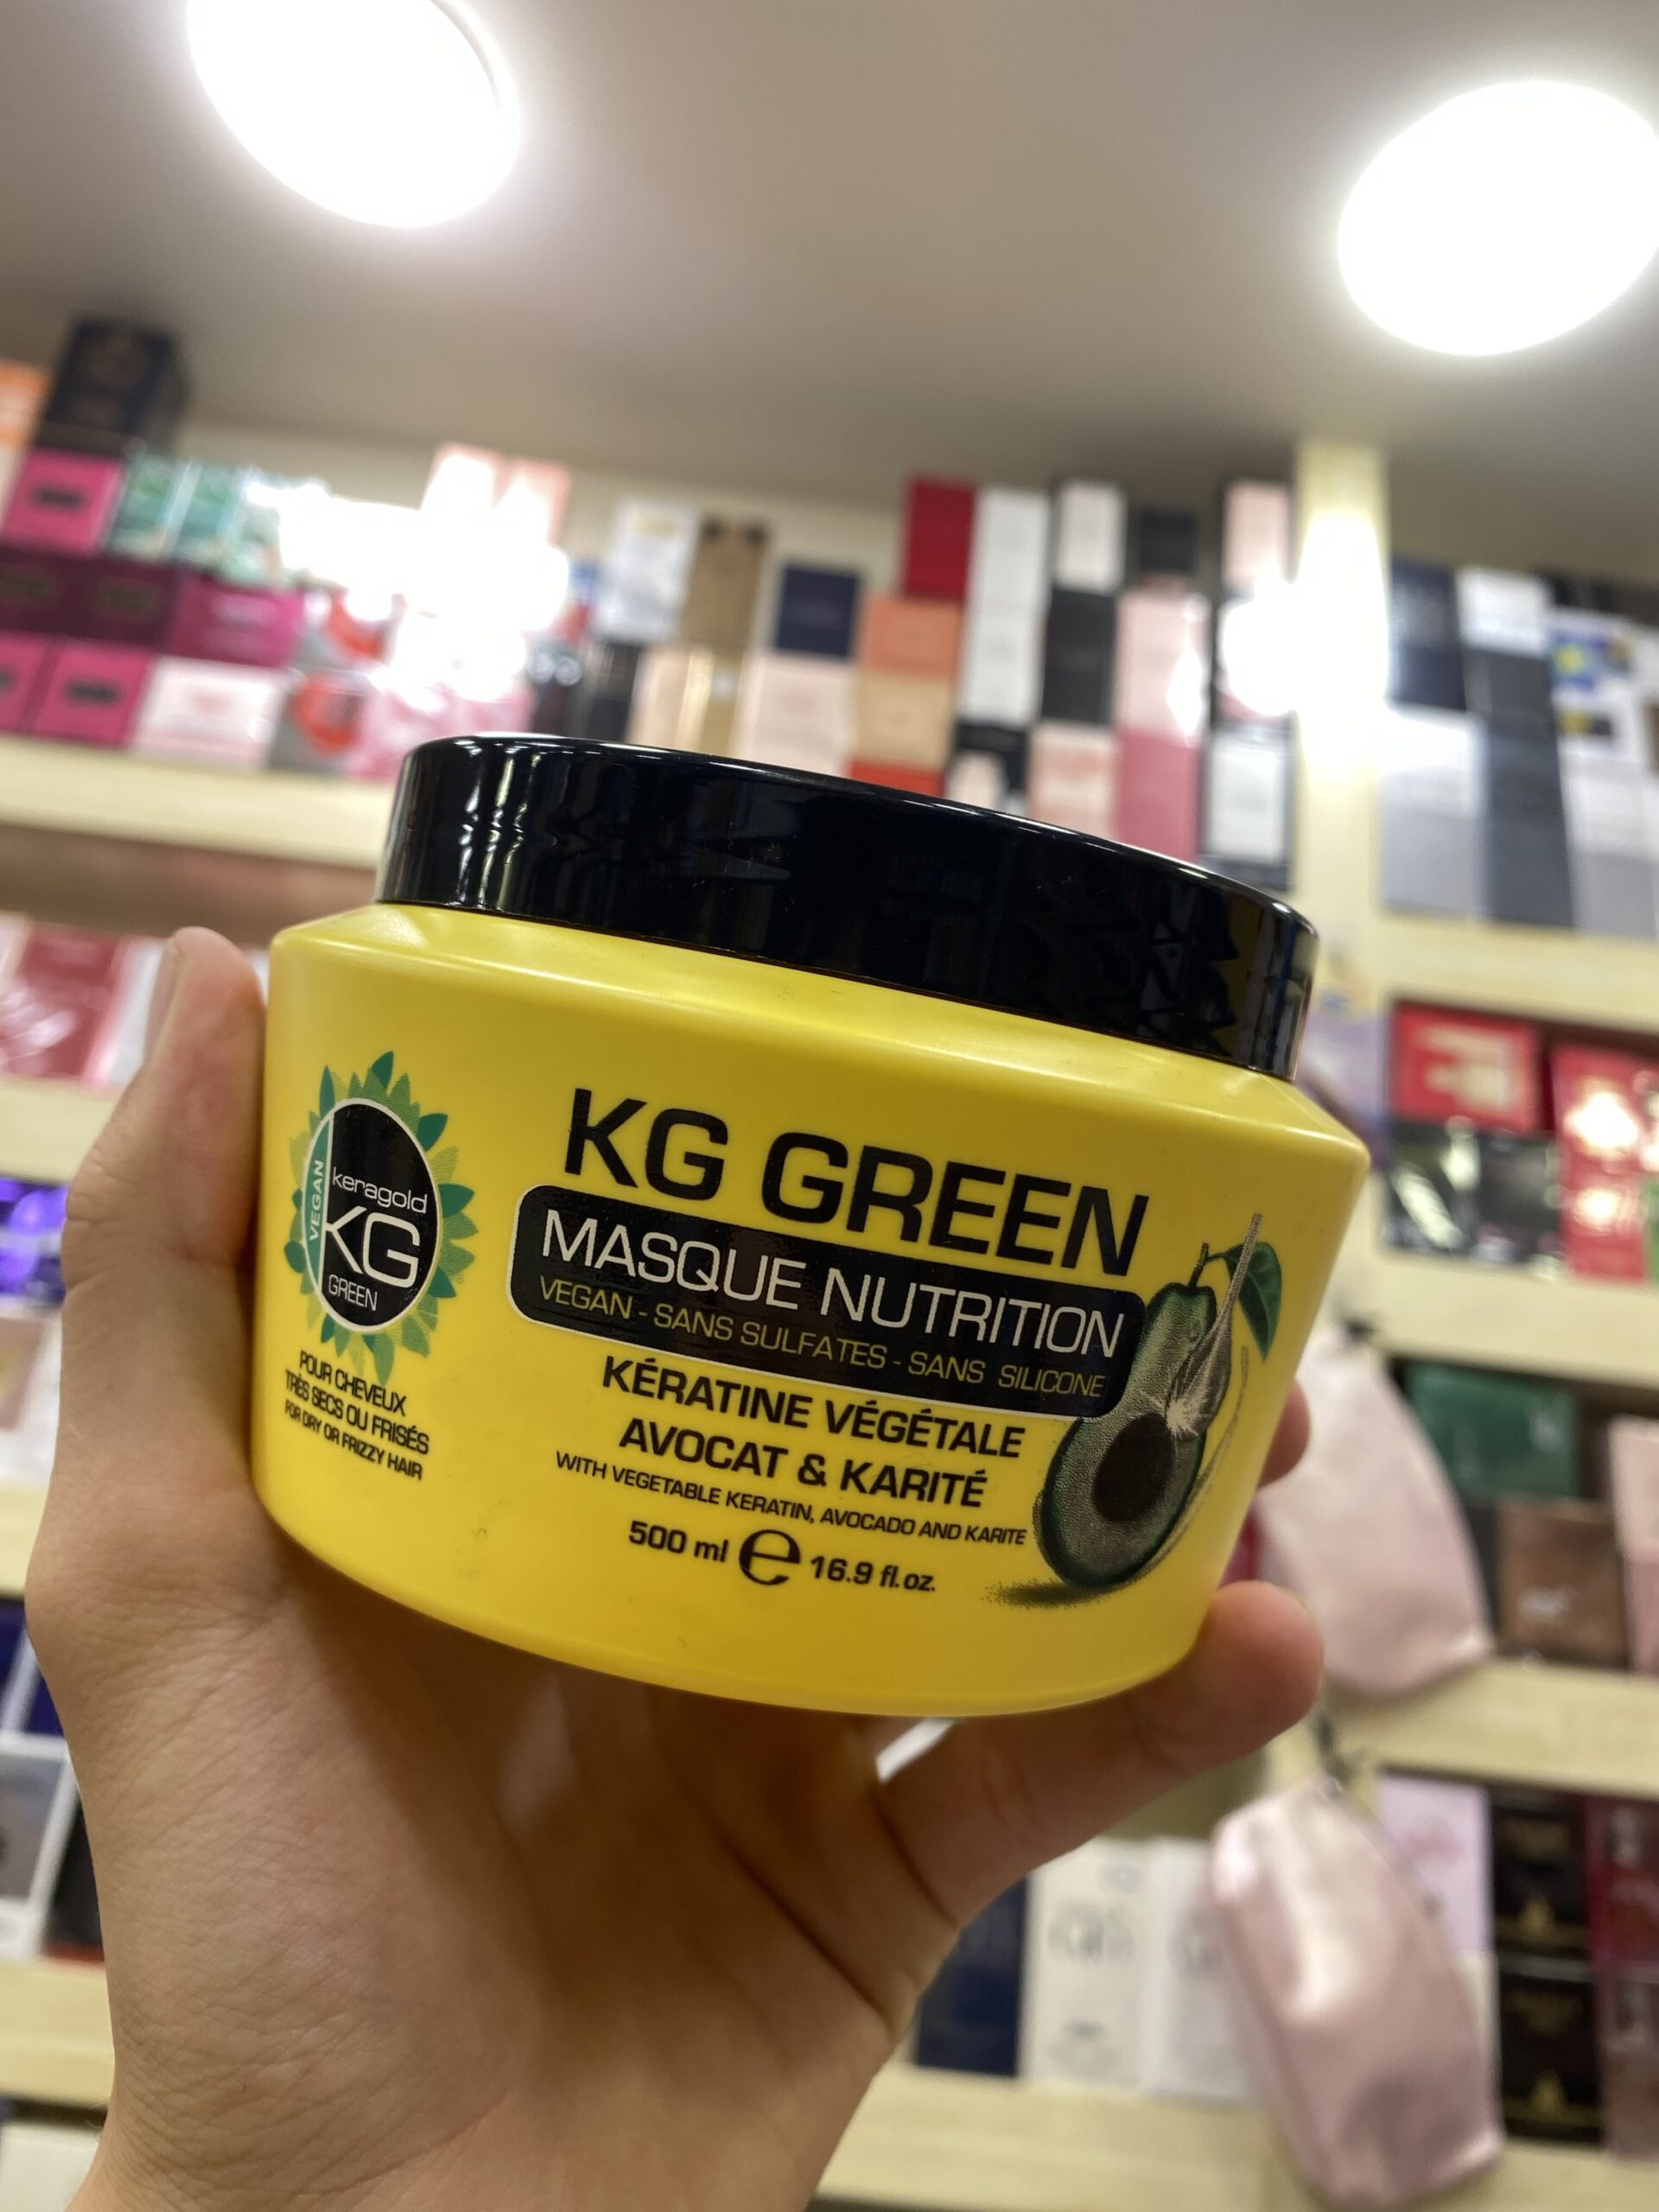 KG GREEN
MASQUE NUTRITION
VEGAN - SANS SULFATES - SANS SILICONE
KÉRATINE VÉGÉTALE
AVOCAT & KARITÉ
WITH VEGETABLE KERATIN, AVOCADO AND KARITE
500 ml e 16.9 fl.oz.
VEGAN
keragold
KG
GREEN
POUR CHEVEUX
TRÈS SECS OU FRISÉS
FOR DRY OR FRIZZY HAIR